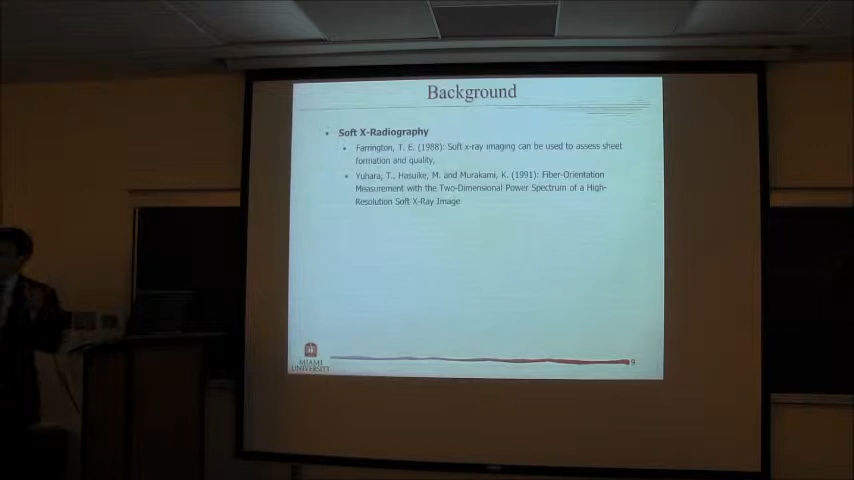 Background
• Soft X-Radiography
• Farrington, T. E. (1988): Soft x-ray imaging can be used to assess sheet
formation and quality,
• Yuhara, T., Hasuike, M. and Murakami, K. (1991): Fiber-Orientation
Measurement with the Two-Dimensional Power Spectrum of a High-
Resolution Soft X-Ray Image
MIAMI
UNIVERSITY
9